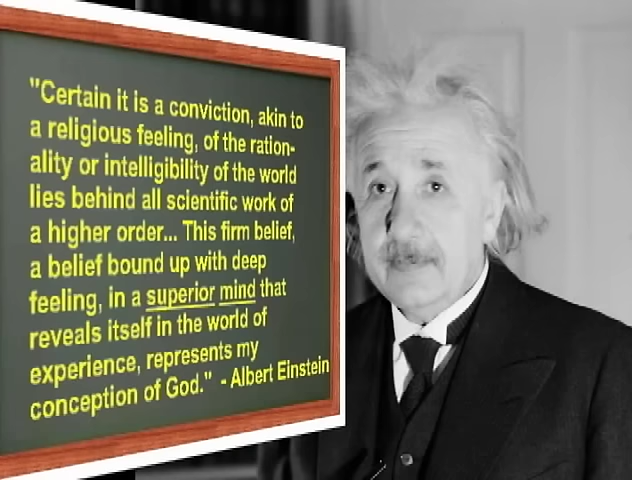 "Certain it is a conviction, akin to
a religious feeling, of the ration-
ality or intelligibility of the world
lies behind all scientific work of
a higher order... This firm belief,
a belief bound up with deep
feeling, in a superior mind that
reveals itself in the world of
experience, represents my
conception of God." - Albert Einstein